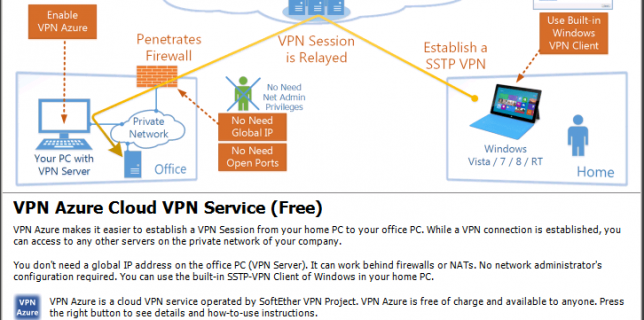 Enable
VPN Azure
Penetrates
Firewall
VPN Session
is Relayed
Establish a
SSTP VPN
Use Built-in
Windows
VPN Client
No Need
Net Admin
Privileges
No Need
Global IP
No Need
Open Ports
Private
Network
Your PC with
VPN Server
Office
Windows
Vista / 7 / 8 / RT
Home
VPN Azure Cloud VPN Service (Free)
VPN Azure makes it easier to establish a VPN Session from your home PC to your office PC. While a VPN connection is established, you
can access to any other servers on the private network of your company.
You don't need a global IP address on the office PC (VPN Server). It can work behind firewalls or NATs. No network administrator's
configuration required. You can use the built-in SSTP-VPN Client of Windows in your home PC.
VPN
Azure
VPN Azure is a cloud VPN service operated by SoftEther VPN Project. VPN Azure is free of charge and available to anyone. Press
the right button to see details and how-to-use instructions.